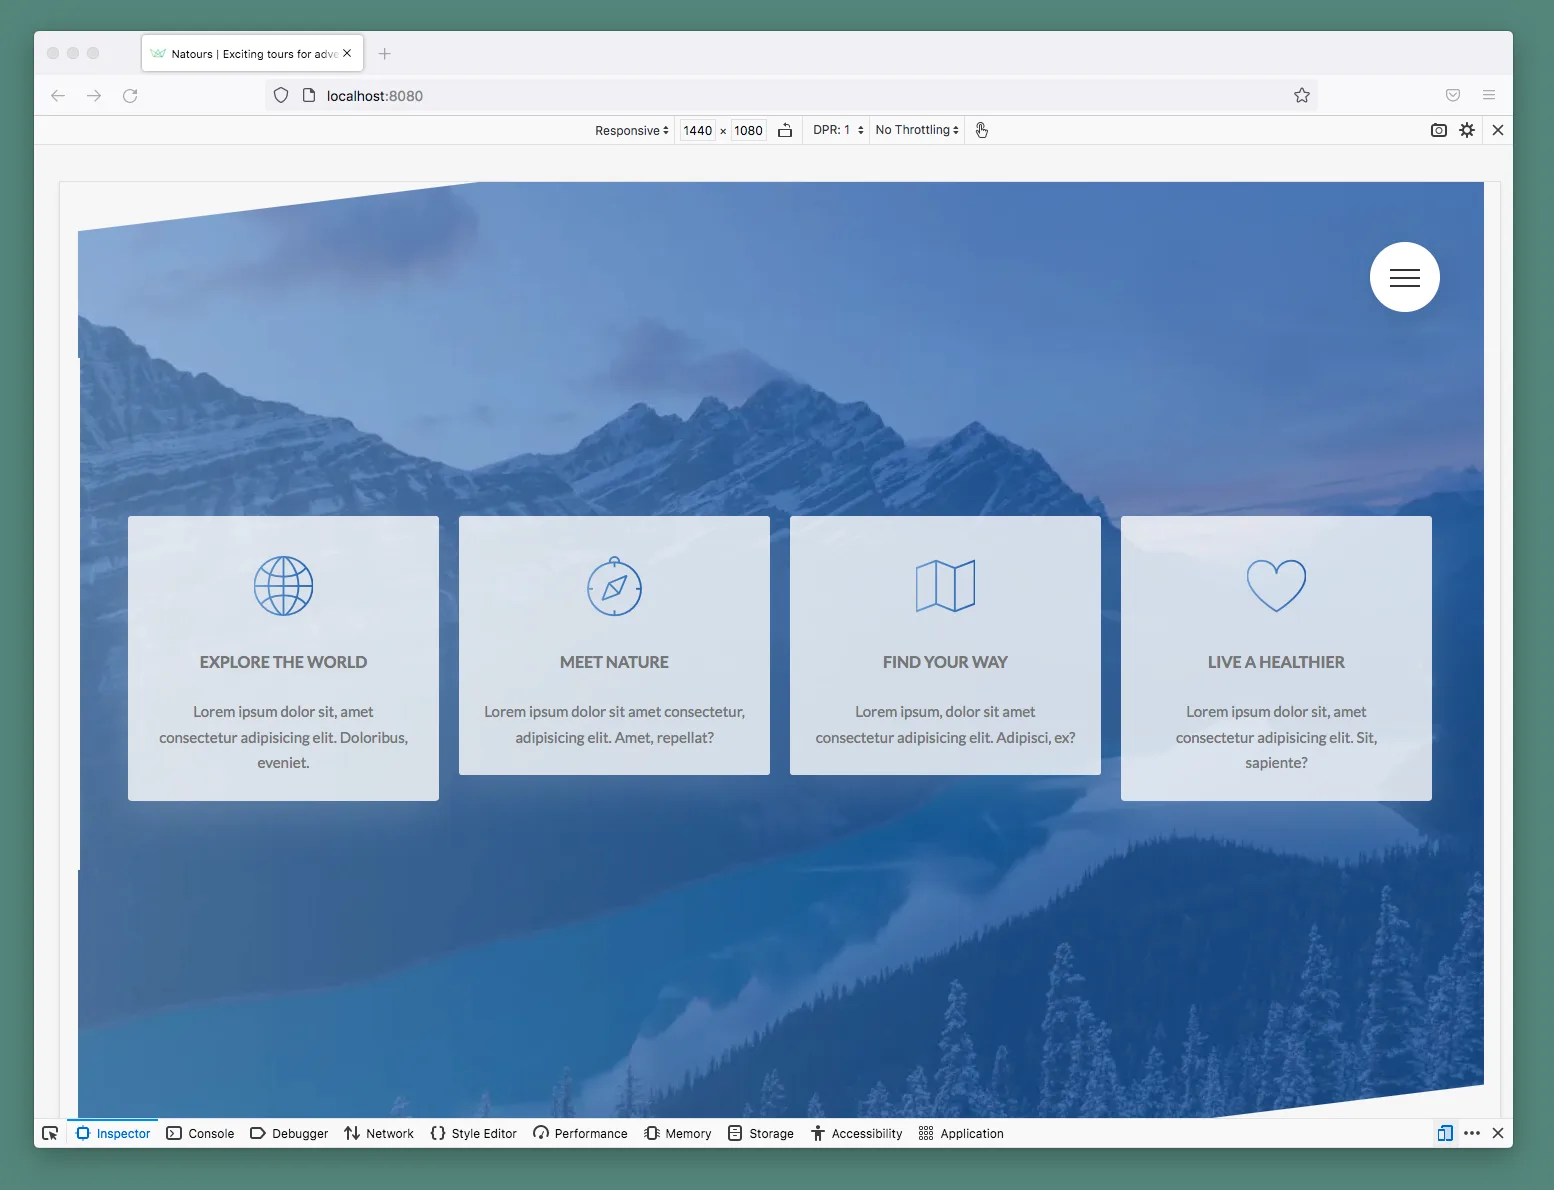 Natours | Exciting tours for adve
localhost:8080
Responsive 1440 × 1080 DPR: 1 No Throttling
EXPLORE THE WORLD
Lorem ipsum dolor sit, amet
consectetur adipisicing elit. Doloribus,
eveniet.
MEET NATURE
Lorem ipsum dolor sit amet consectetur,
adipisicing elit. Amet, repellat?
FIND YOUR WAY
Lorem ipsum, dolor sit amet
consectetur adipisicing elit. Adipisci, ex?
LIVE A HEALTHIER
Lorem ipsum dolor sit, amet
consectetur adipisicing elit. Sit,
sapiente?
Inspector Console Debugger Network Style Editor Performance Memory Storage Accessibility Application